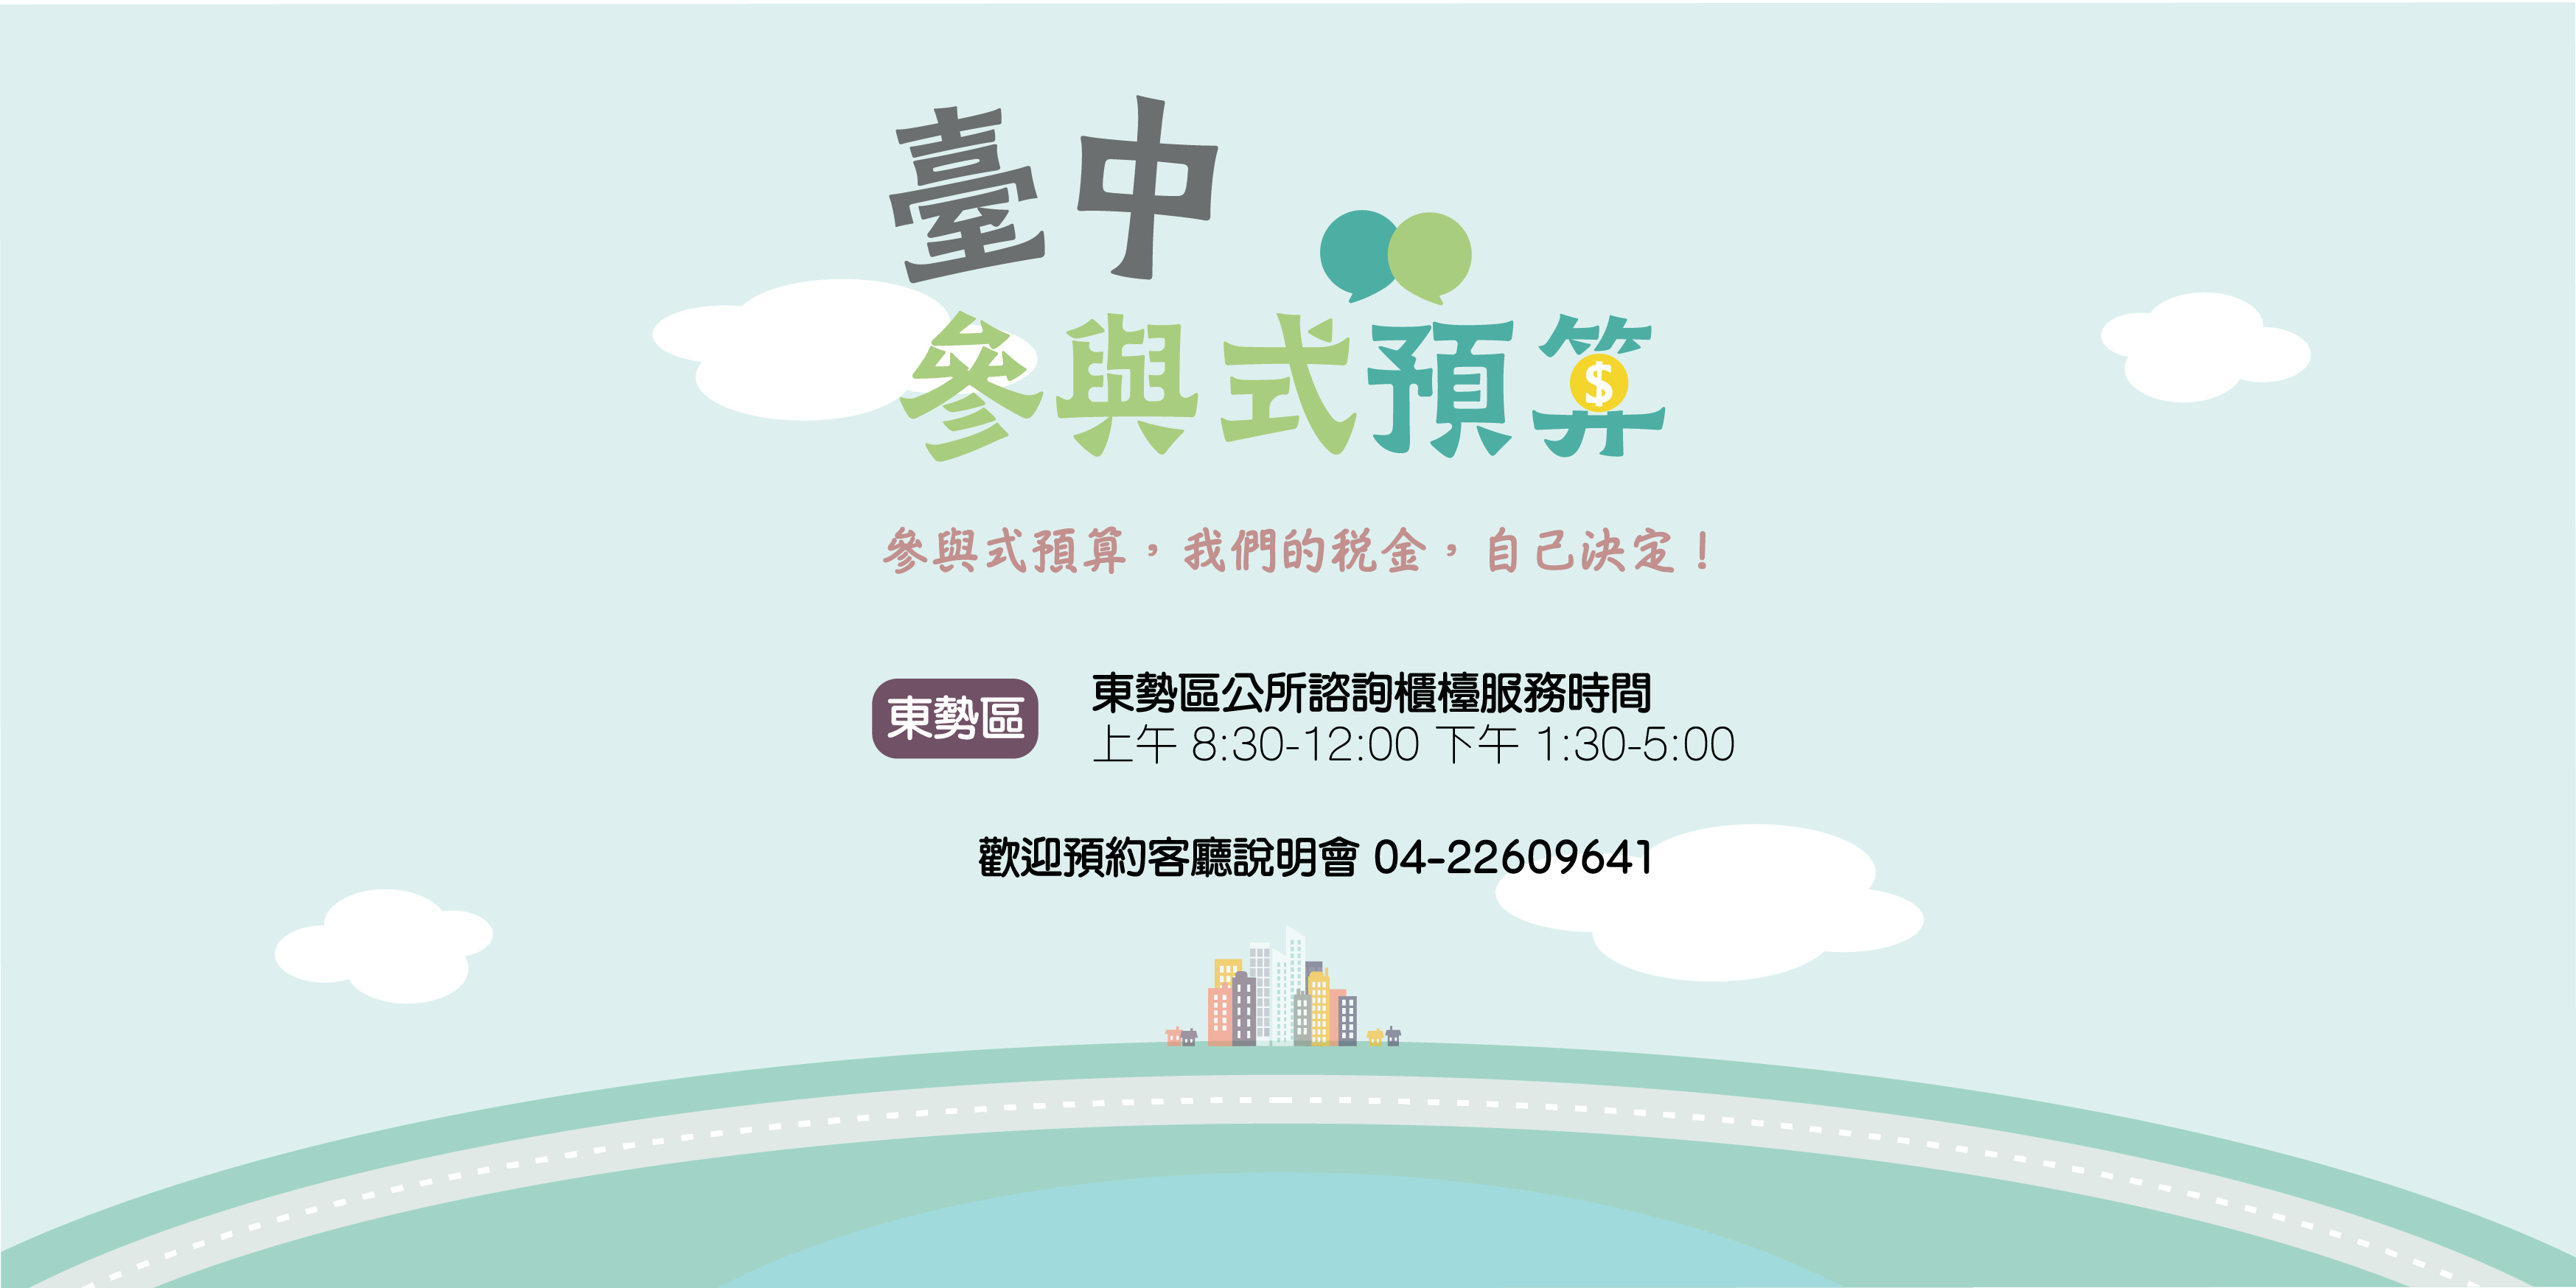 臺中
參與式預算
參與式預算，我們的稅金，自己決定！
東勢區
東勢區公所諮詢櫃檯服務時間
上午 8:30-12:00 下午 1:30-5:00
歡迎預約客廳說明會 04-22609641